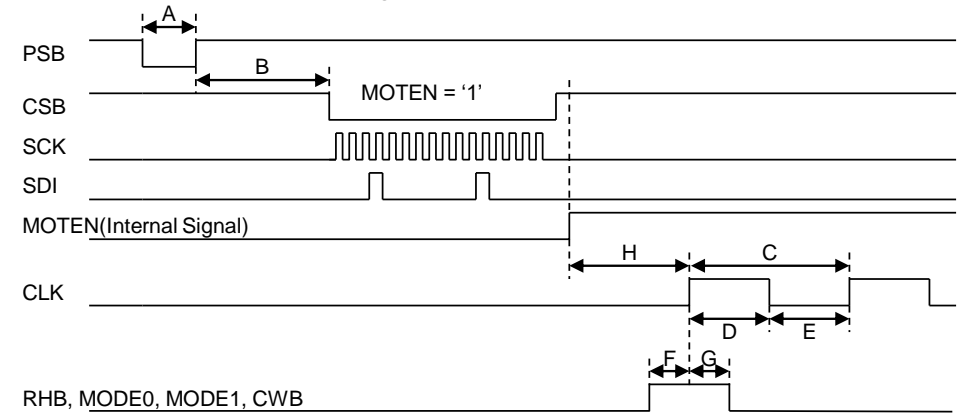 A
PSB
B
MOTEN = ‘1’
CSB
SCK
SDI
MOTEN(Internal Signal)
H C
CLK
D E
F G
RHB, MODE0, MODE1, CWB